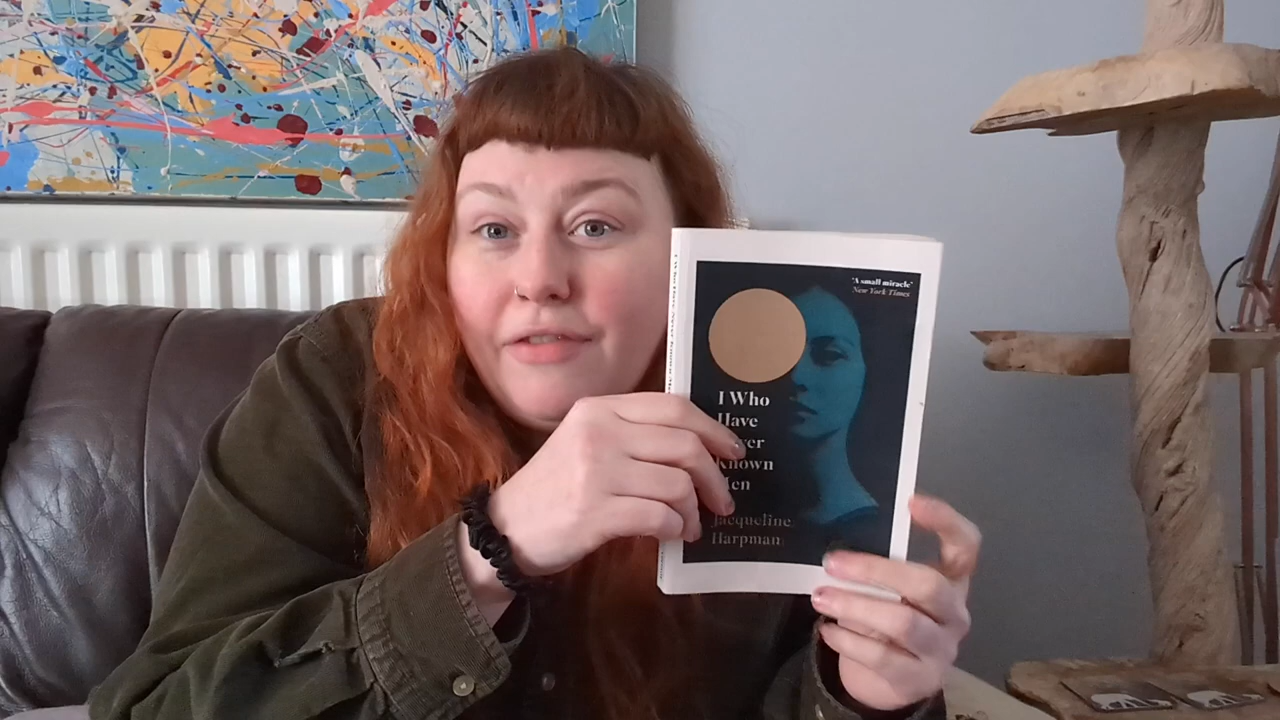 'A small miracle'
New York Times
I Who
Have
Known
Jacqueline
Harpman